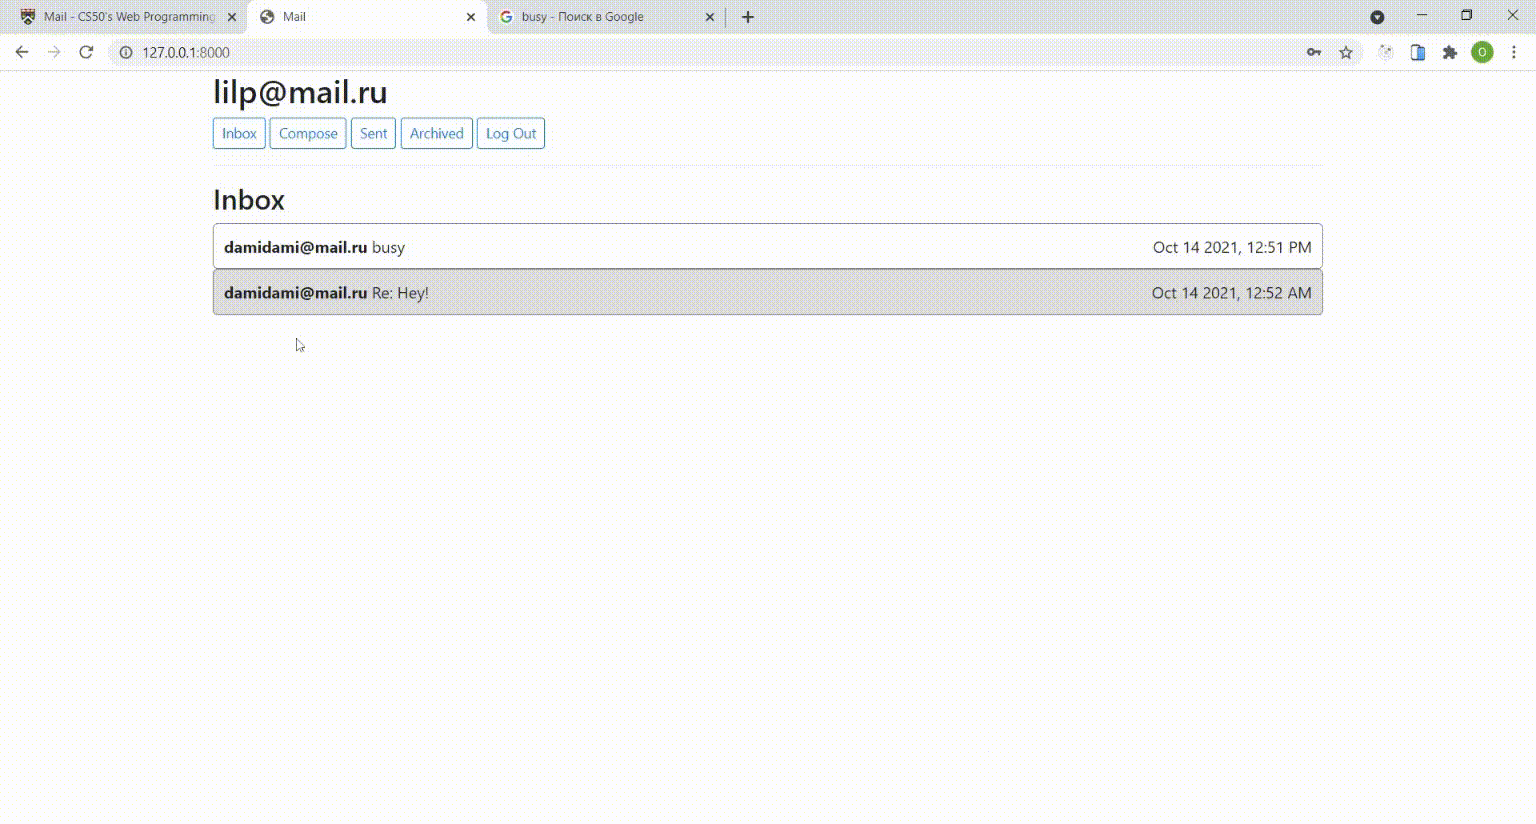 Mail - CS50's Web Programming
Mail
busy - Поиск в Google
127.0.0.1:8000
O
lilp@mail.ru
Inbox Compose Sent Archived Log Out
Inbox
damidami@mail.ru busy Oct 14 2021, 12:51 PM
damidami@mail.ru Re: Hey! Oct 14 2021, 12:52 AM